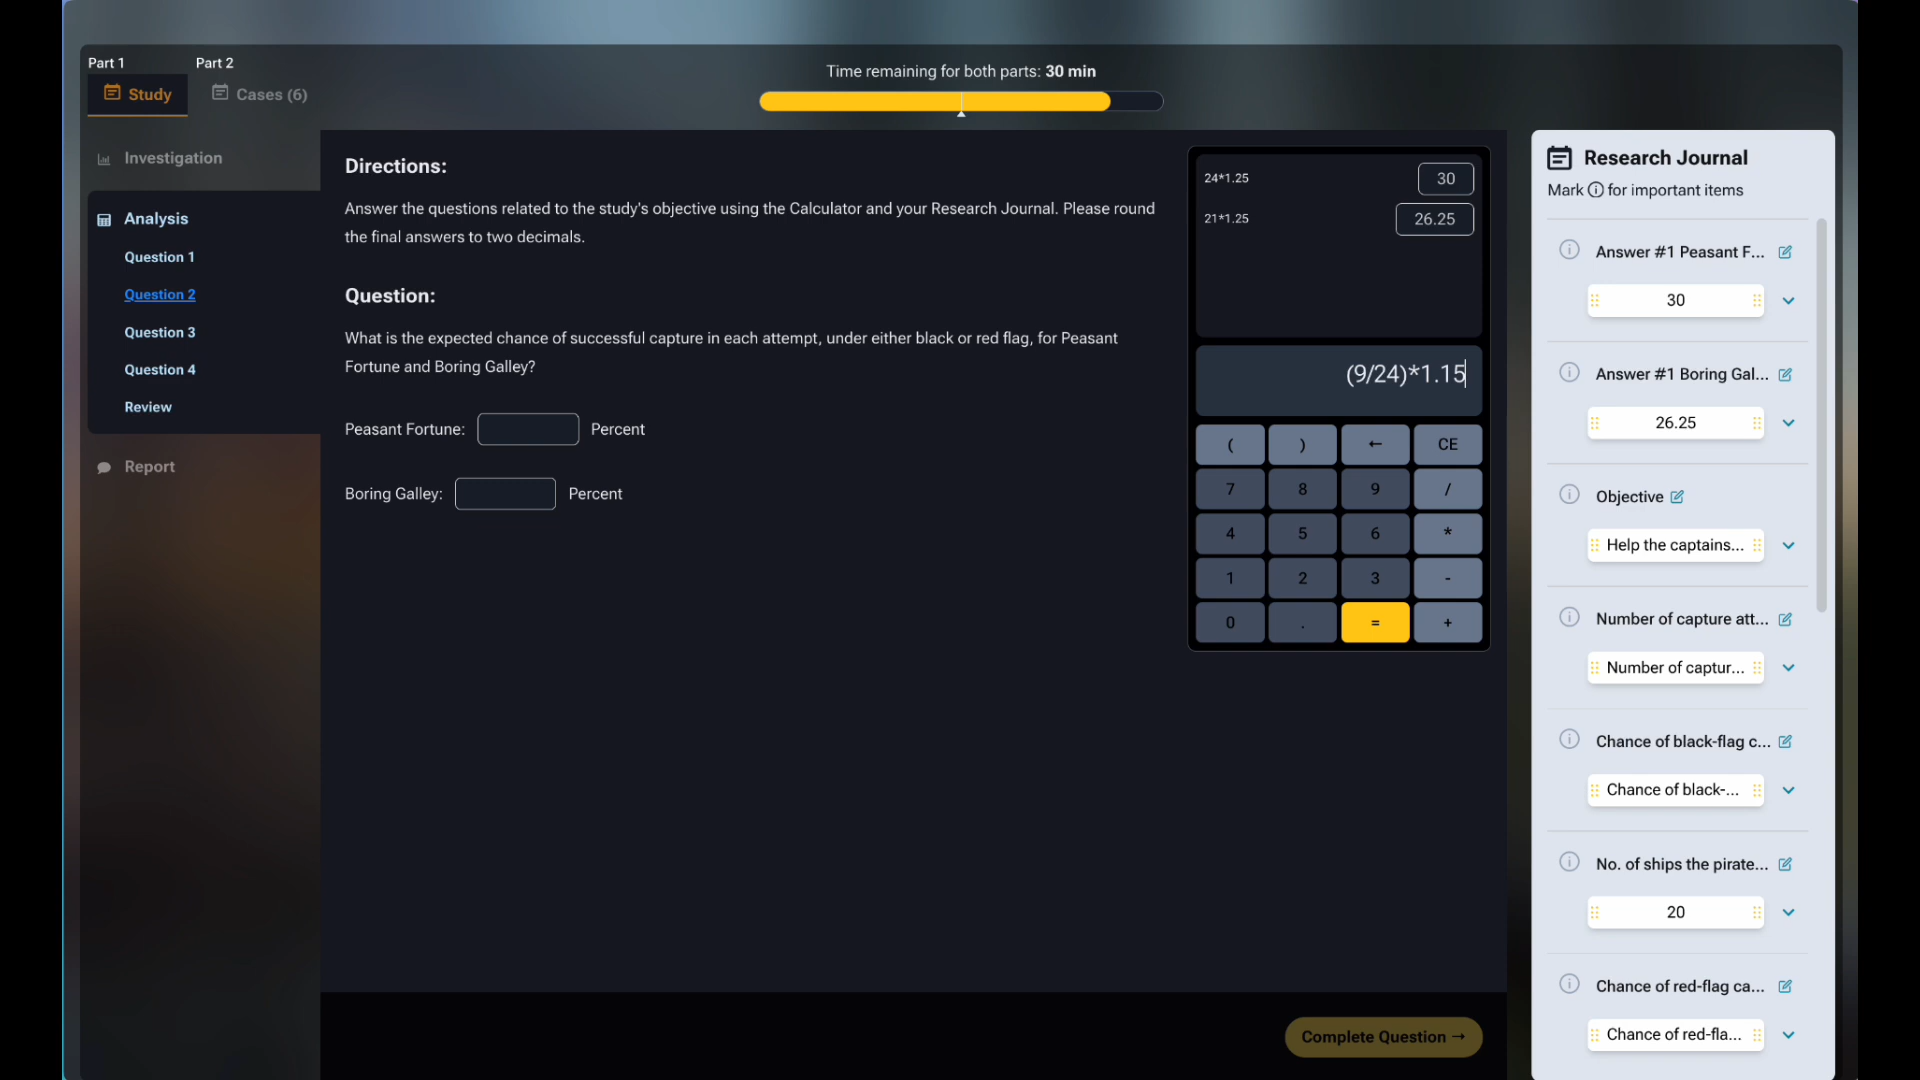 Part 1
Part 2
Study
Cases (6)
Time remaining for both parts: 30 min
Investigation
Analysis
Question 1
Question 2
Question 3
Question 4
Review
Report
Directions:
Answer the questions related to the study's objective using the Calculator and your Research Journal. Please round
the final answers to two decimals.
Question:
What is the expected chance of successful capture in each attempt, under either black or red flag, for Peasant
Fortune and Boring Galley?
Peasant Fortune: Percent
Boring Galley: Percent
24*1.25 30
21*1.25 26.25
(9/24)*1.15
( ) ← CE
7 8 9 /
4 5 6 *
1 2 3 -
0 . = +
Complete Question →
Research Journal
Mark ⓘ for important items
Answer #1 Peasant F...
30
Answer #1 Boring Gal...
26.25
Objective
Help the captains...
Number of capture att...
Number of captur...
Chance of black-flag c...
Chance of black-...
No. of ships the pirate...
20
Chance of red-flag ca...
Chance of red-fla...